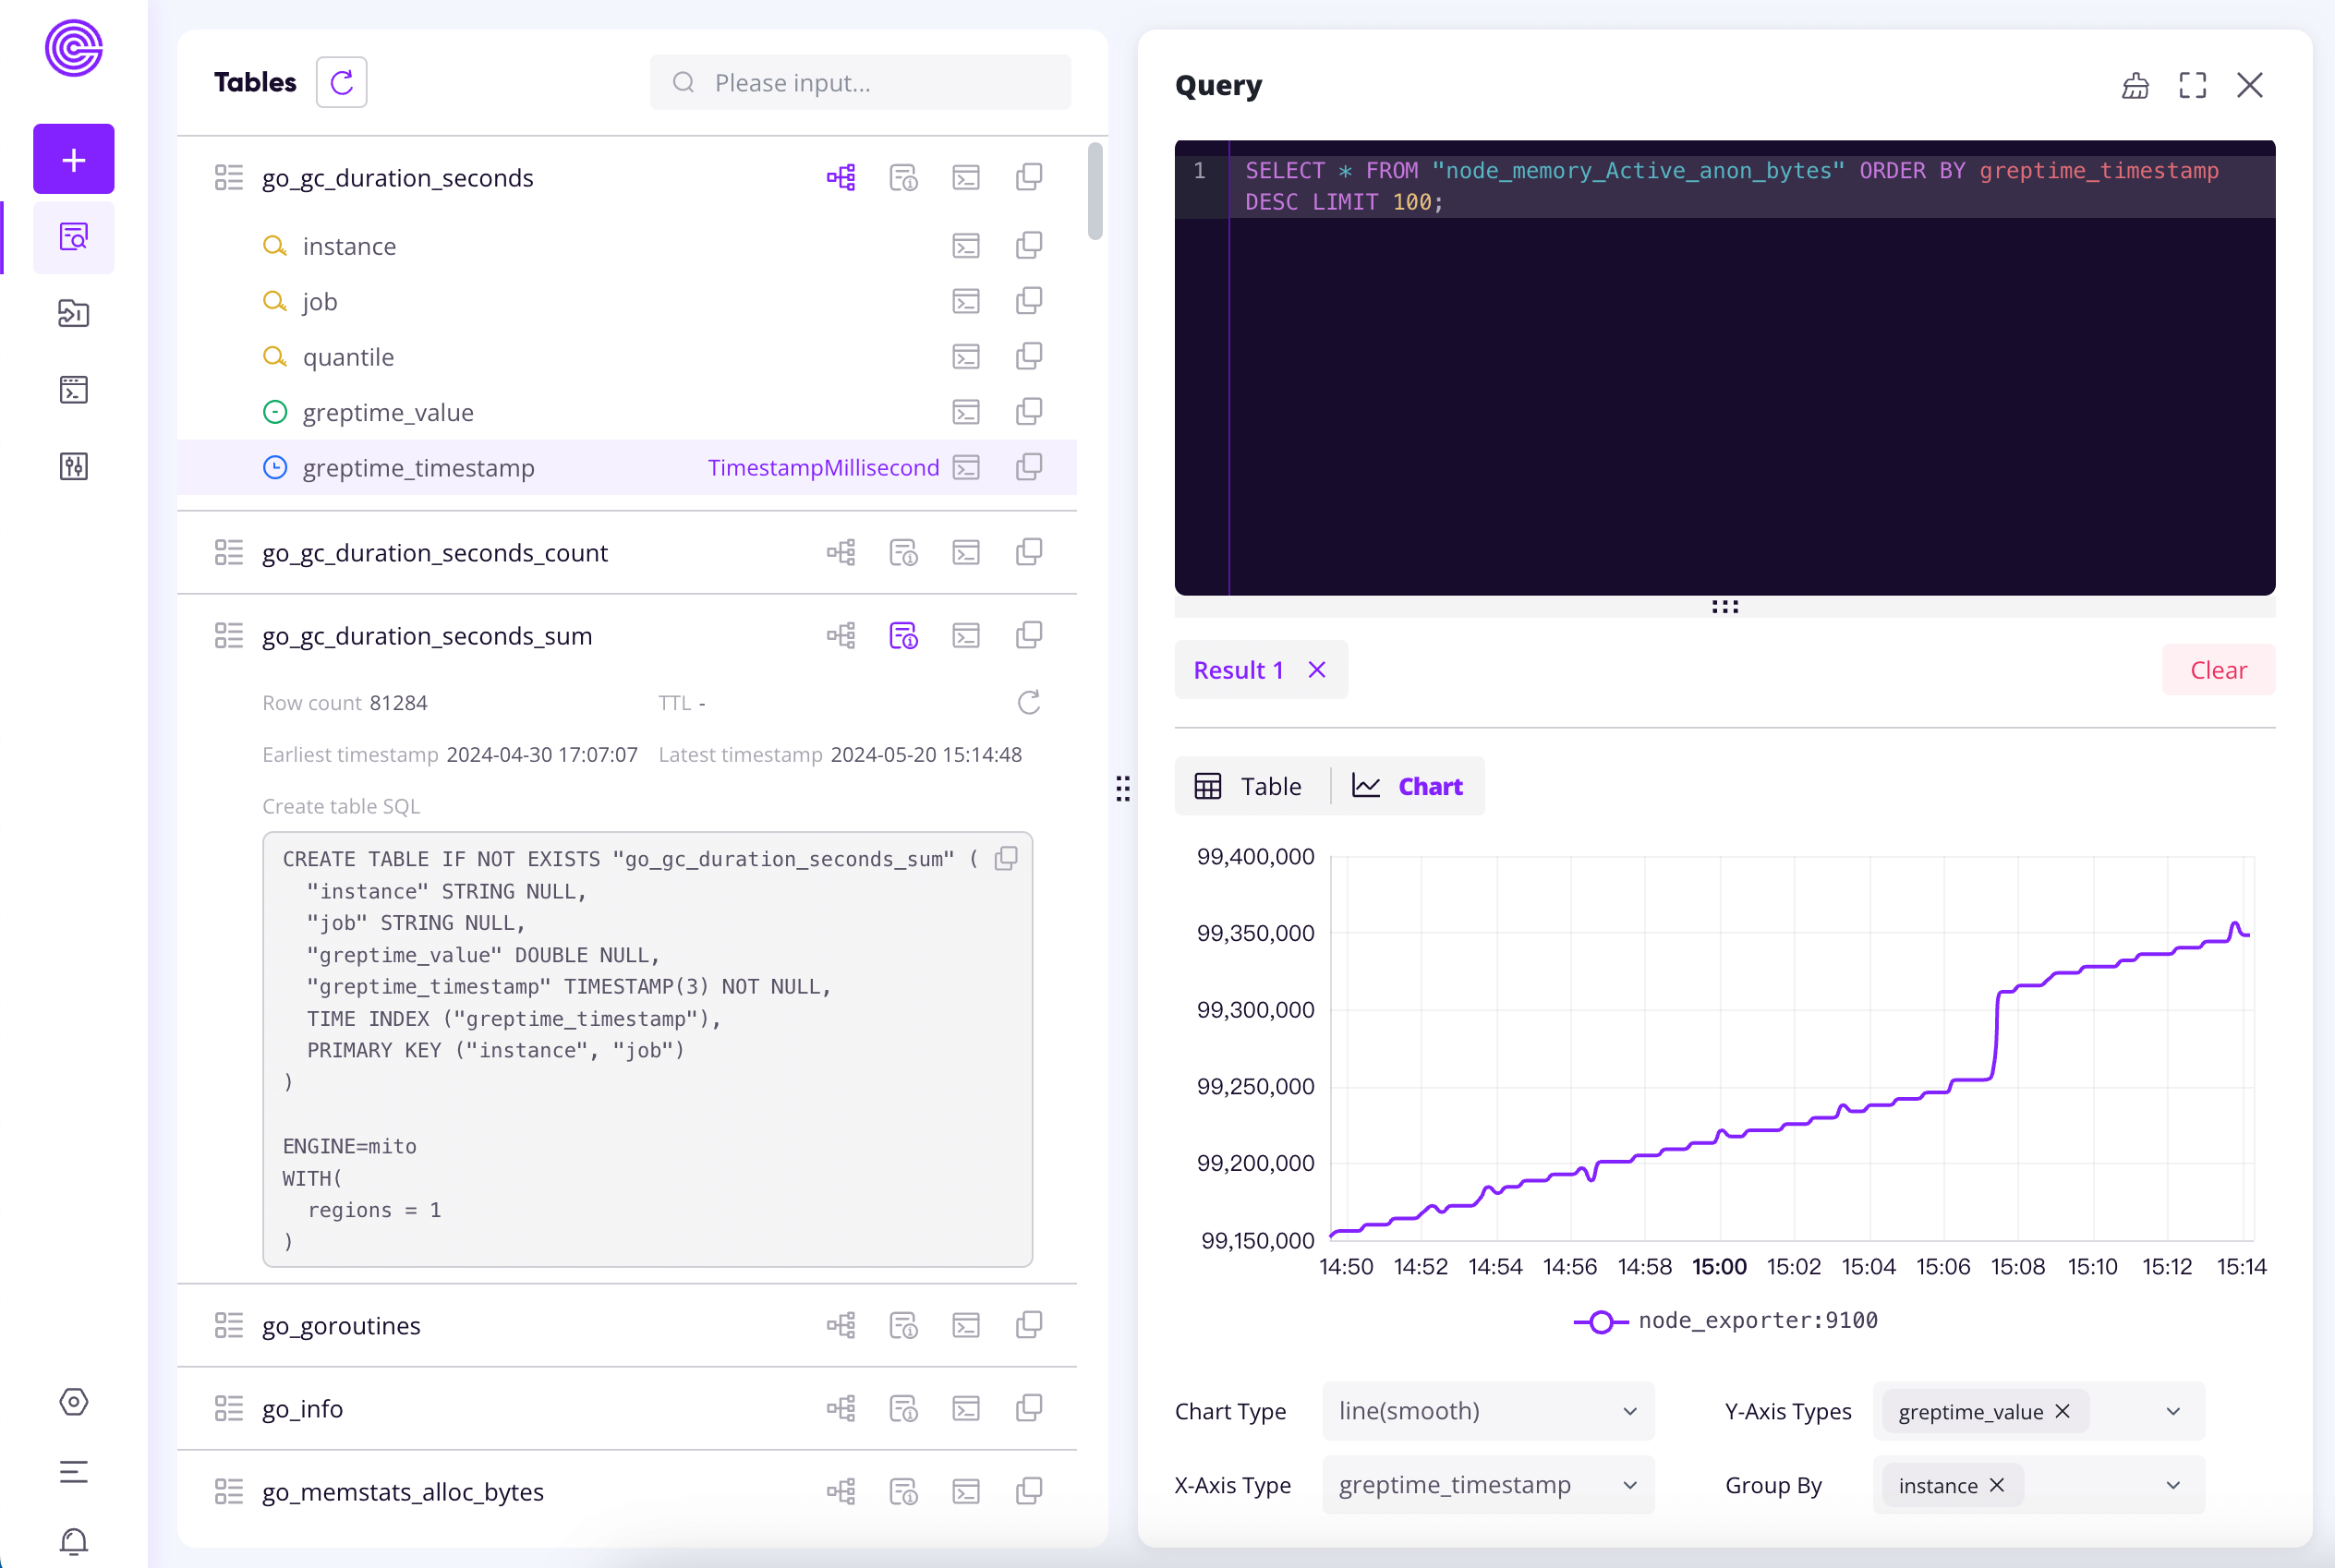 Tables
Please input...
go_gc_duration_seconds
instance
job
quantile
greptime_value
greptime_timestamp TimestampMillisecond
go_gc_duration_seconds_count
go_gc_duration_seconds_sum
Row count 81284 TTL -
Earliest timestamp 2024-04-30 17:07:07 Latest timestamp 2024-05-20 15:14:48
Create table SQL
CREATE TABLE IF NOT EXISTS "go_gc_duration_seconds_sum" (
"instance" STRING NULL,
"job" STRING NULL,
"greptime_value" DOUBLE NULL,
"greptime_timestamp" TIMESTAMP(3) NOT NULL,
TIME INDEX ("greptime_timestamp"),
PRIMARY KEY ("instance", "job")
)
ENGINE=mito
WITH(
regions = 1
)
go_goroutines
go_info
go_memstats_alloc_bytes
Query
1 SELECT * FROM "node_memory_Active_anon_bytes" ORDER BY greptime_timestamp
DESC LIMIT 100;
Result 1
Clear
Table Chart
99,400,000
99,350,000
99,300,000
99,250,000
99,200,000
99,150,000
14:50 14:52 14:54 14:56 14:58 15:00 15:02 15:04 15:06 15:08 15:10 15:12 15:14
node_exporter:9100
Chart Type line(smooth) Y-Axis Types greptime_value
X-Axis Type greptime_timestamp Group By instance